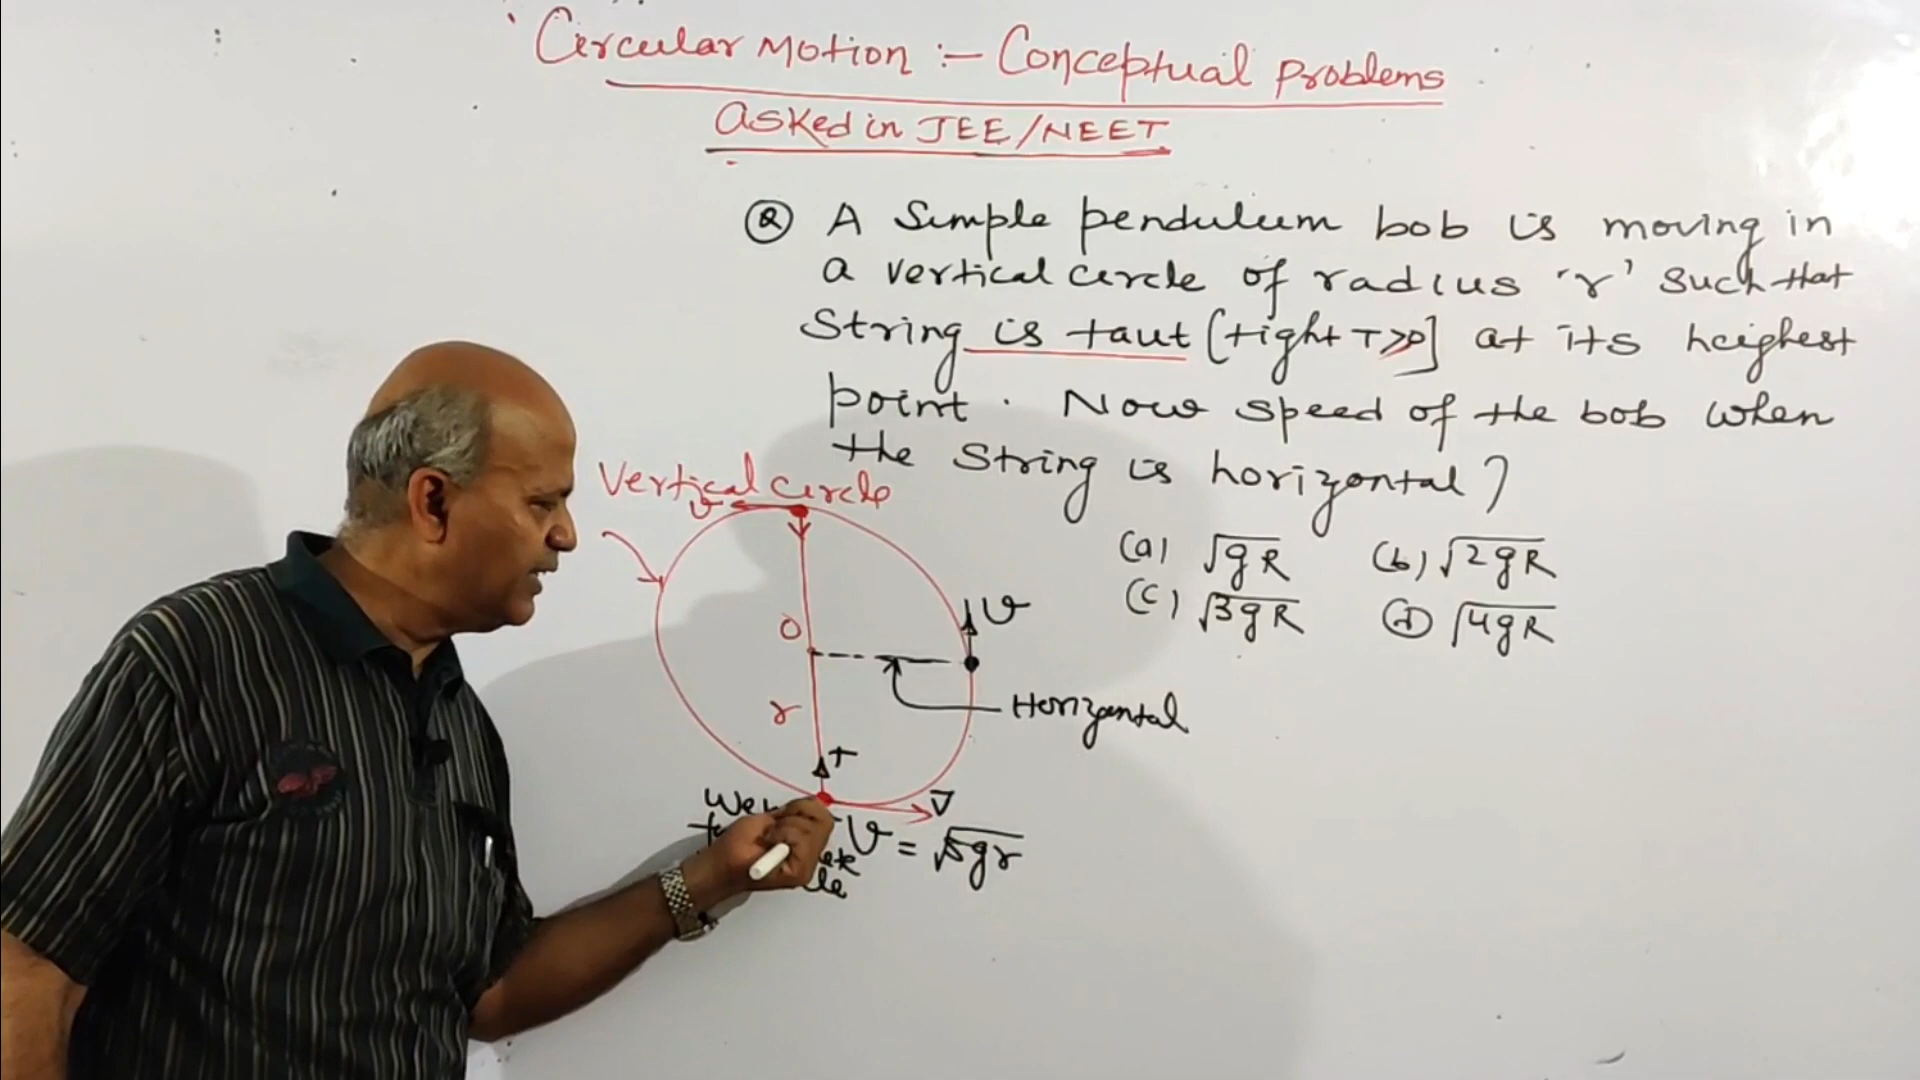 Circular Motion :- Conceptual Problems
asked in JEE/NEET
Q A Simple pendulum bob is moving in
a vertical circle of radius 'r' such that
String is taut [tight T>0] at its heighest
point. Now speed of the bob when
the String is horizontal?
(a) √gR (b) √2gR
(c) √3gR (d) √4gR
Vertical circle
v
O
v
r
Horizontal
T
V
V = √5gr